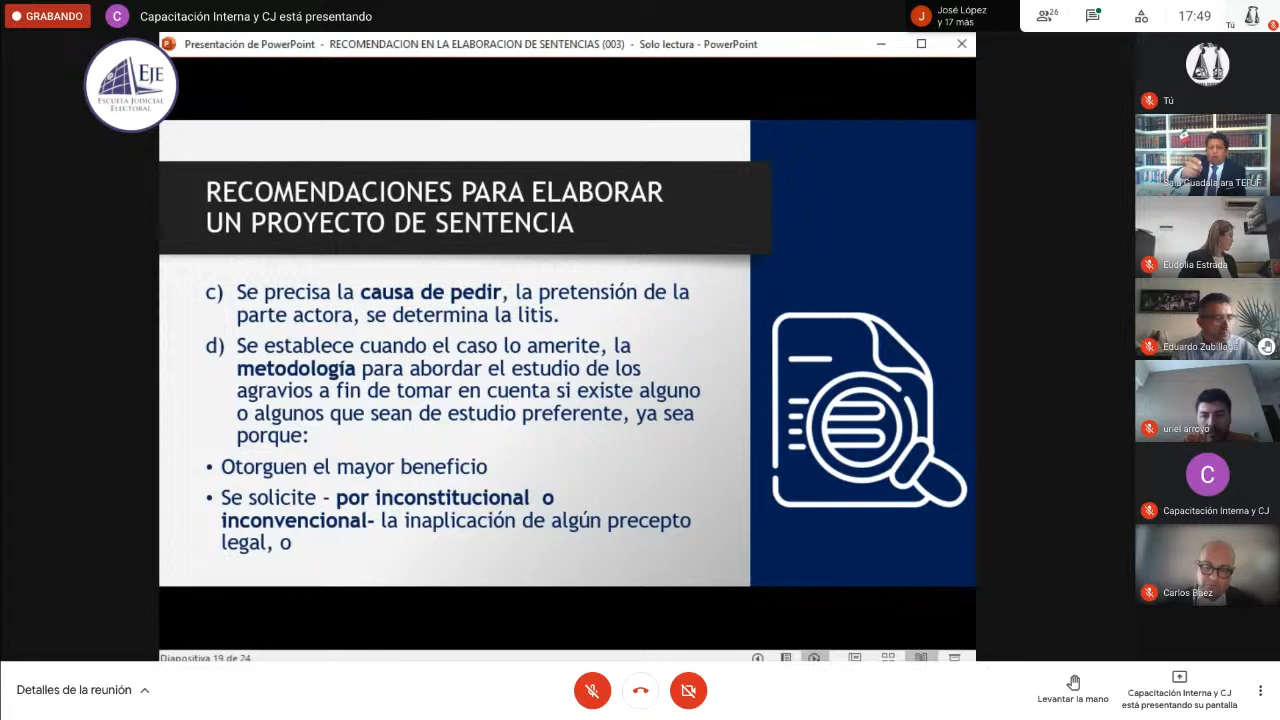 GRABANDO
C
Capacitación Interna y CJ está presentando
J
José López
y 17 más
26
17:49
Tú
Presentación de PowerPoint - RECOMENDACION EN LA ELABORACION DE SENTENCIAS (003) - Solo lectura - PowerPoint
EJE
ESCUELA JUDICIAL
ELECTORAL
RECOMENDACIONES PARA ELABORAR
UN PROYECTO DE SENTENCIA
c) Se precisa la causa de pedir, la pretensión de la
parte actora, se determina la litis.
d) Se establece cuando el caso lo amerite, la
metodología para abordar el estudio de los
agravios a fin de tomar en cuenta si existe alguno
o algunos que sean de estudio preferente, ya sea
porque:
• Otorguen el mayor beneficio
• Se solicite - por inconstitucional o
inconvencional- la inaplicación de algún precepto
legal, o
Diapositiva 19 de 24
Tú
Sala Guadalajara TEPJF
Eudolia Estrada
Eduardo Zubillaga
uriel arroyo
C
Capacitación Interna y CJ
Carlos Baez
Detalles de la reunión
Levantar la mano
Capacitación Interna y CJ
está presentando su pantalla